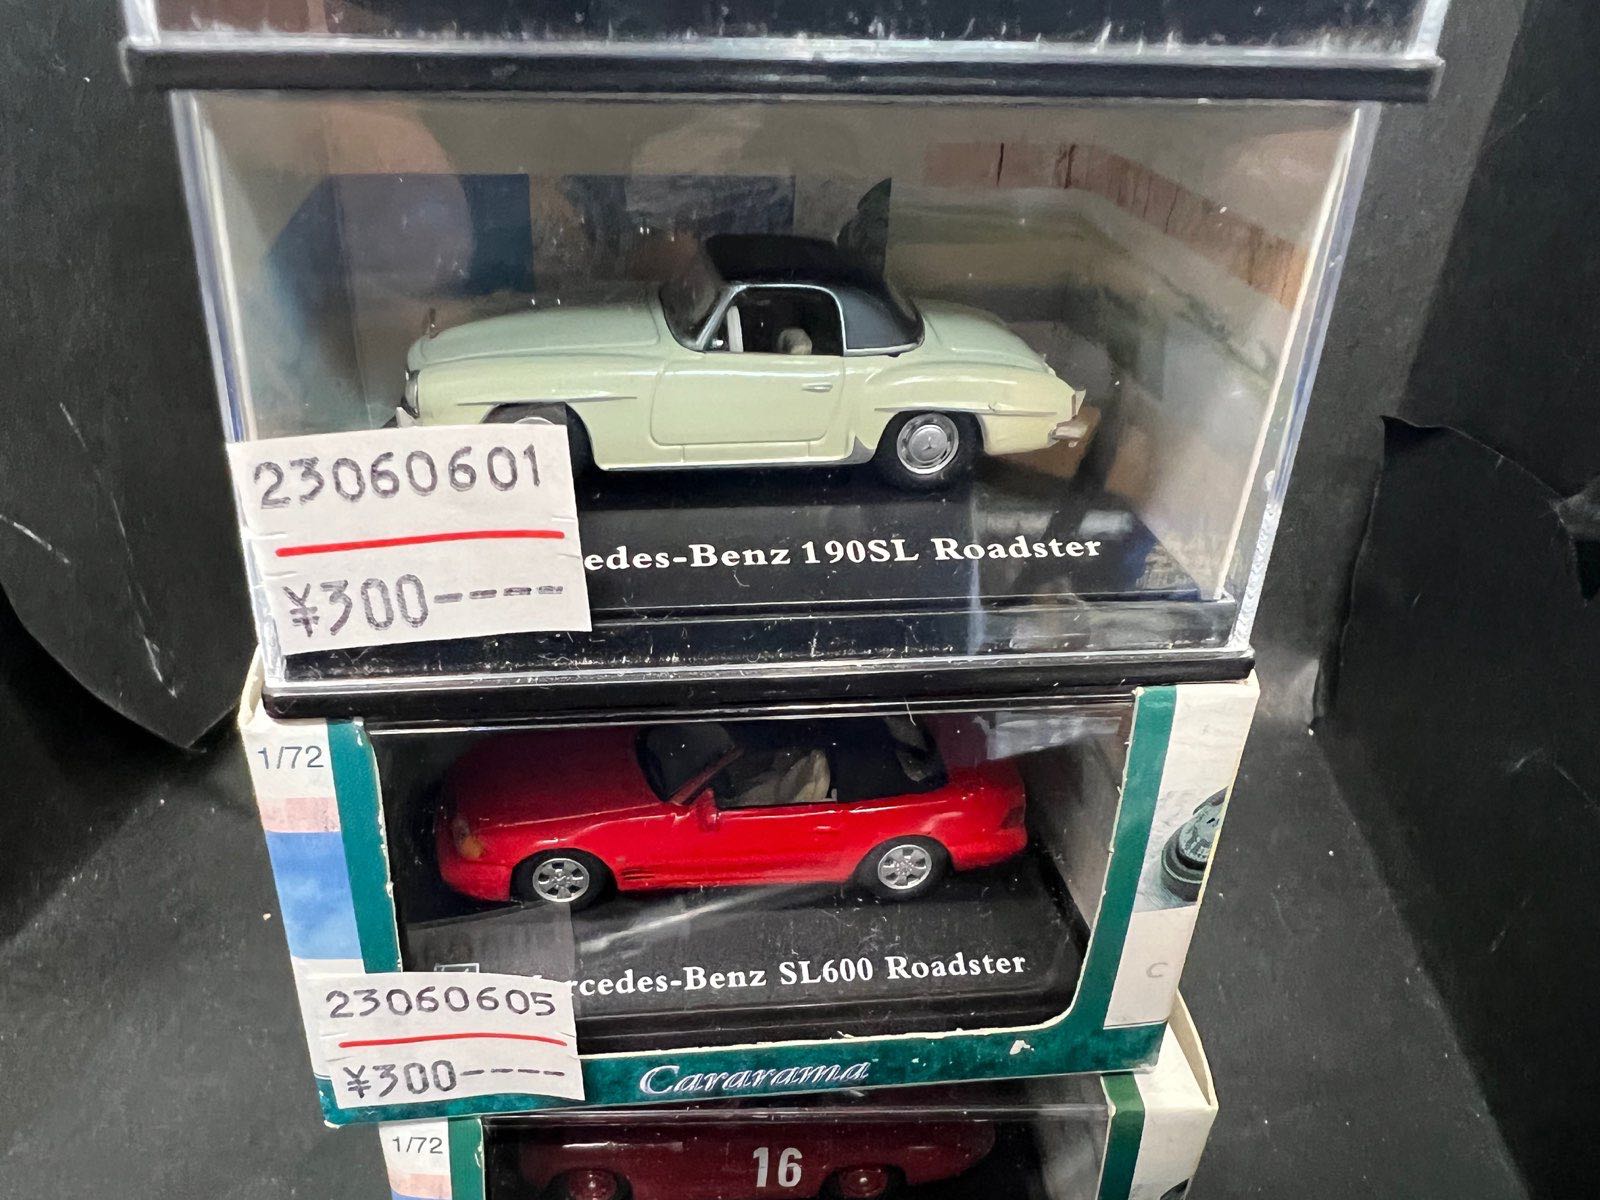 23060601
¥300----
edes-Benz 190SL Roadster
1/72
rcedes-Benz SL600 Roadster
23060605
¥300----
Cararama
C
1/72
16